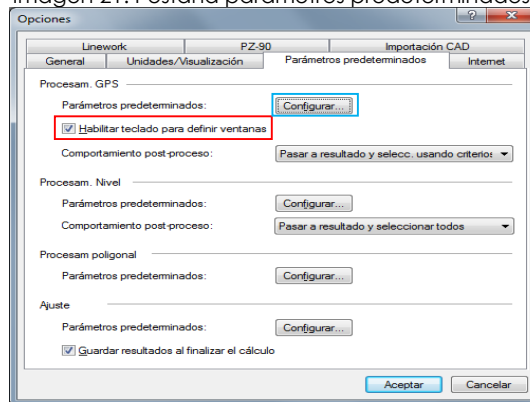 Imagen 21. Pestaña parámetros predeterminados
Opciones
Linework PZ-90 Importación CAD
General Unidades/Visualización Parámetros predeterminados Internet
Procesam. GPS
Parámetros predeterminados: Configurar...
Habilitar teclado para definir ventanas
Comportamiento post-proceso: Pasar a resultado y selecc. usando criterios
Procesam. Nivel
Parámetros predeterminados: Configurar...
Comportamiento post-proceso: Pasar a resultado y seleccionar todos
Procesam poligonal
Parámetros predeterminados: Configurar...
Ajuste
Parámetros predeterminados: Configurar...
Guardar resultados al finalizar el cálculo
Aceptar Cancelar